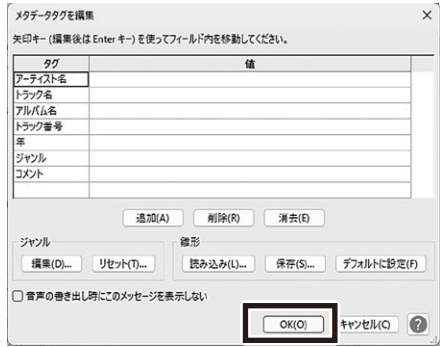 メタデータタグを編集
矢印キー (編集後は Enter キー) を使ってフィールド内を移動してください。
タグ 値
アーティスト名
トラック名
アルバム名
トラック番号
年
ジャンル
コメント
追加(A) 削除(R) 消去(E)
ジャンル 雛形
編集(D)... リセット(T)... 読み込み(L)... 保存(S)... デフォルトに設定(F)
音声の書き出し時にこのメッセージを表示しない
OK(O) キャンセル(C) ?